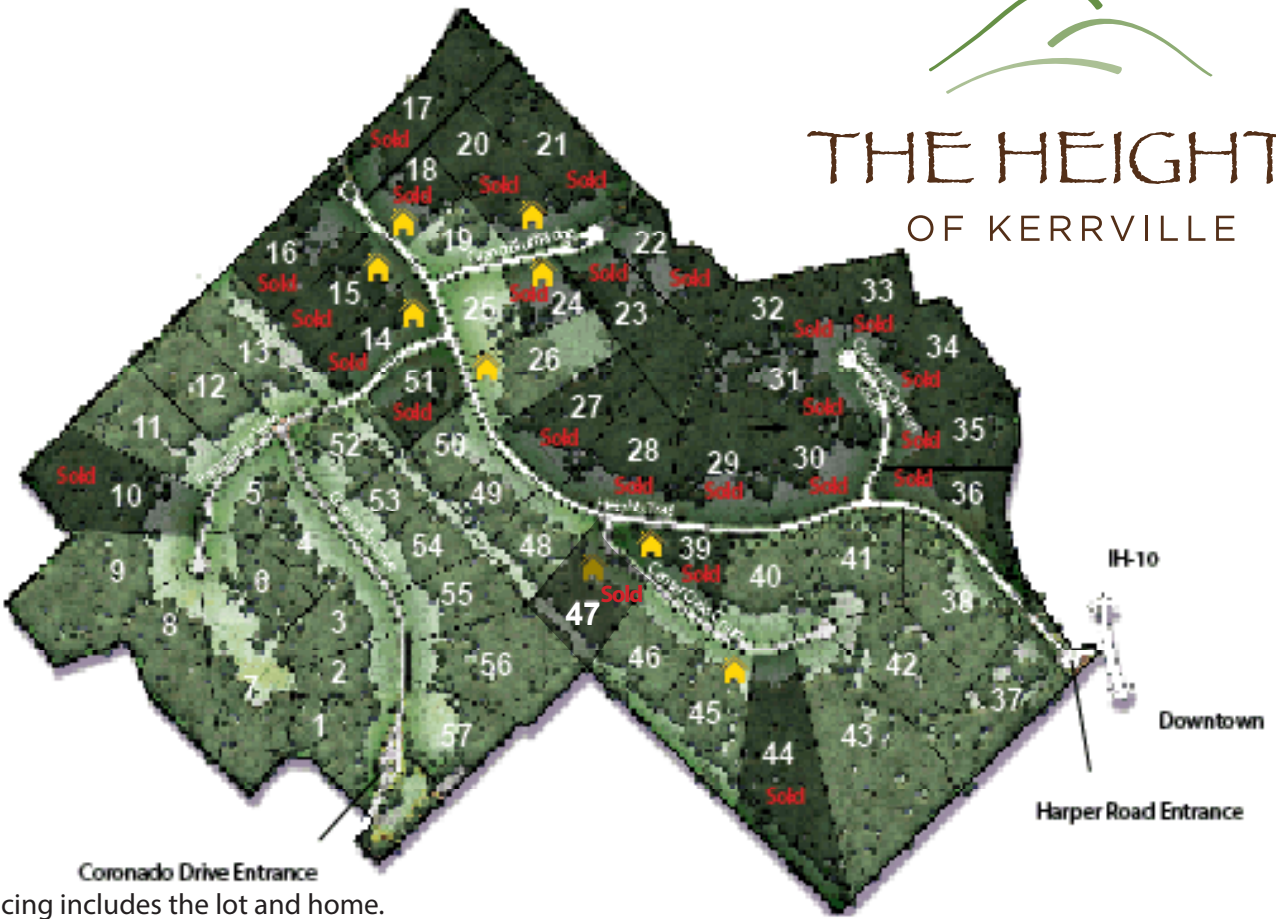 THE HEIGHT
OF KERRVILLE
17
Sold
20
21
18
Sold
Sold
Sold
19
22
16
Sold
15
Sold
Sold
Sold
Sold
33
25
24
23
32
Sold
Sold
14
Sold
13
26
34
31
Sold
12
51
Sold
27
Sold
Sold
11
52
50
28
Sold
29
Sold
30
Sold
Sold
35
Sold
10
Sold
5
53
49
36
4
54
48
39
Sold
41
IH-10
9
6
55
47
Sold
40
38
8
3
56
46
42
2
7
45
37
1
57
44
43
Downtown
Sold
Harper Road Entrance
Coronado Drive Entrance
cing includes the lot and home.